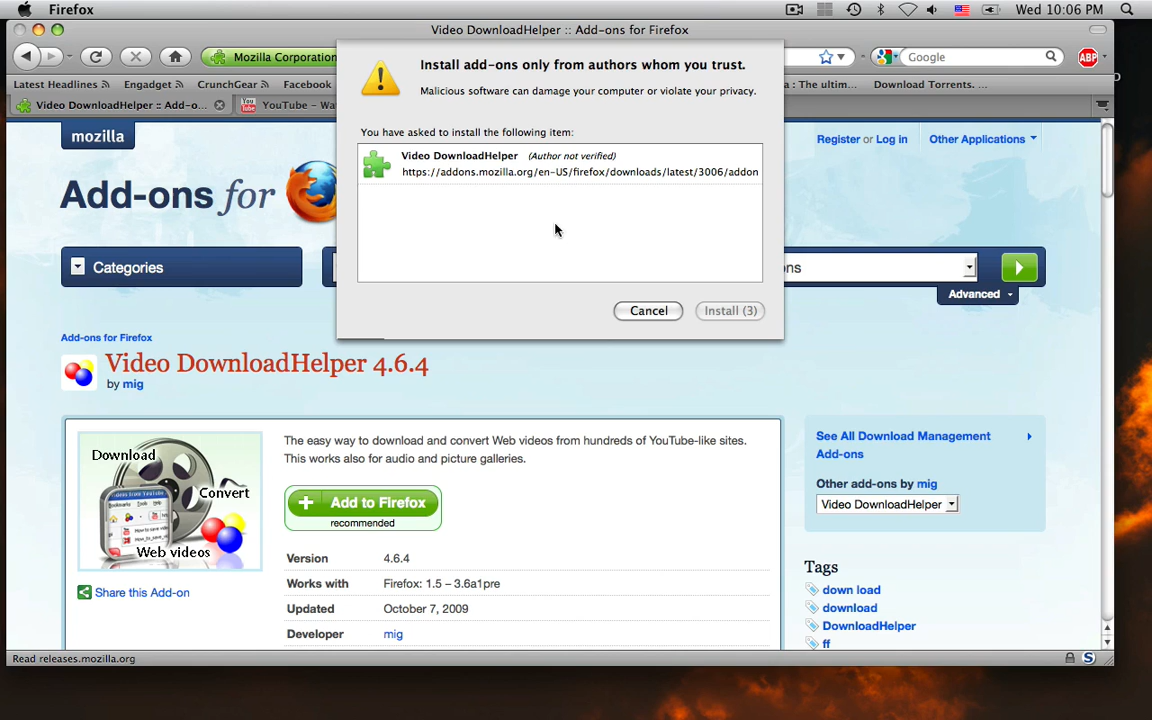 Firefox
Wed 10:06 PM
Video DownloadHelper :: Add-ons for Firefox
Mozilla Corporation
Google
ABP
Latest Headlines
Engadget
CrunchGear
Facebook
a : The ultim...
Download Torrents. ...
Video DownloadHelper :: Add-o...
YouTube - Wa
Install add-ons only from authors whom you trust.
Malicious software can damage your computer or violate your privacy.
You have asked to install the following item:
Video DownloadHelper (Author not verified)
https://addons.mozilla.org/en-US/firefox/downloads/latest/3006/addon
Cancel
Install (3)
mozilla
Register or Log in
Other Applications
Add-ons for
Categories
ons
Advanced
Add-ons for Firefox
Video DownloadHelper 4.6.4
by mig
Download
Convert
Web videos
Share this Add-on
The easy way to download and convert Web videos from hundreds of YouTube-like sites.
This works also for audio and picture galleries.
Add to Firefox
recommended
Version 4.6.4
Works with Firefox: 1.5 – 3.6a1pre
Updated October 7, 2009
Developer mig
See All Download Management
Add-ons
Other add-ons by mig
Video DownloadHelper
Tags
down load
download
DownloadHelper
ff
Read releases.mozilla.org